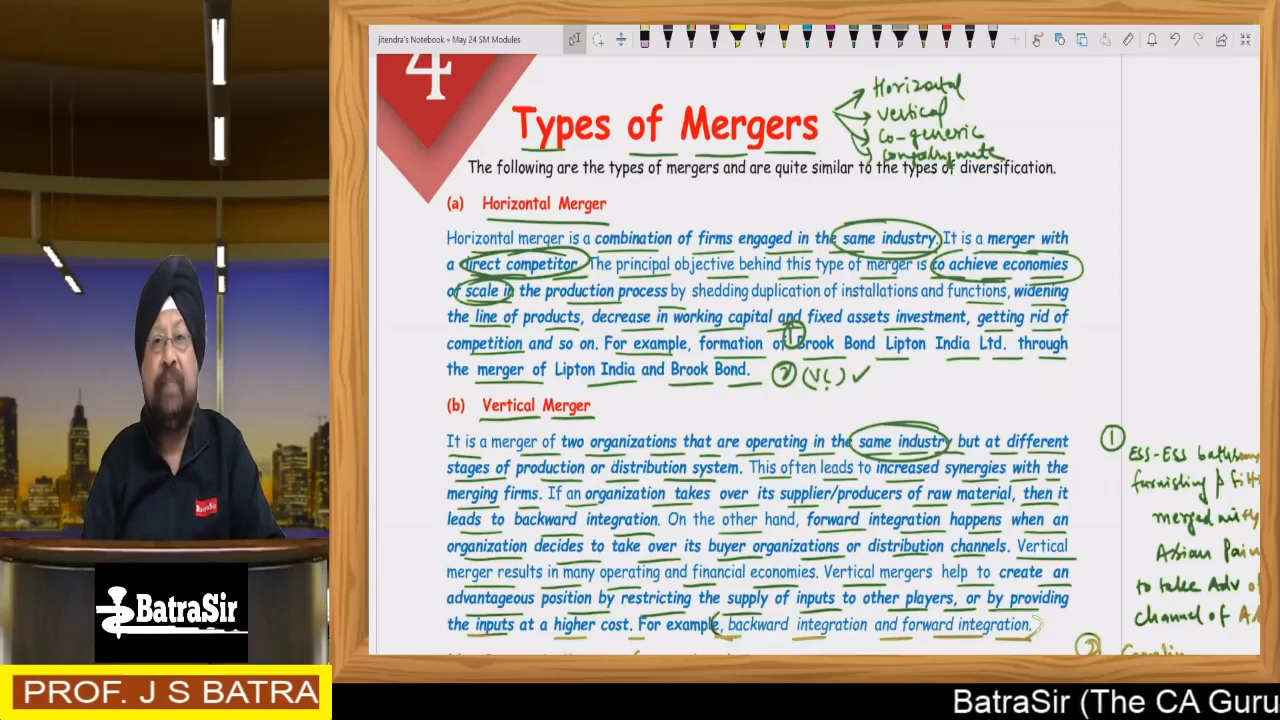 jitendra's Notebook » May 24 SM Modules
4
Types of Mergers
Horizontal
Vertical
Co-generic
Conglomerate
The following are the types of mergers and are quite similar to the types of diversification.
(a) Horizontal Merger
Horizontal merger is a combination of firms engaged in the same industry. It is a merger with
a direct competitor. The principal objective behind this type of merger is to achieve economies
of scale in the production process by shedding duplication of installations and functions, widening
the line of products, decrease in working capital and fixed assets investment, getting rid of
competition and so on. For example, formation of Brook Bond Lipton India Ltd. through
1
the merger of Lipton India and Brook Bond.
2
(b) Vertical Merger
It is a merger of two organizations that are operating in the same industry but at different
stages of production or distribution system. This often leads to increased synergies with the
merging firms. If an organization takes over its supplier/producers of raw material, then it
leads to backward integration. On the other hand, forward integration happens when an
organization decides to take over its buyer organizations or distribution channels. Vertical
merger results in many operating and financial economies. Vertical mergers help to create an
advantageous position by restricting the supply of inputs to other players, or by providing
the inputs at a higher cost. For example, backward integration and forward integration.
1
ESS-ESS
furnishing
merged with
Asian Pain
to take Adv of
channel of A
2
BatraSir
BatraSir
PROF. J S BATRA
BatraSir (The CA Guru